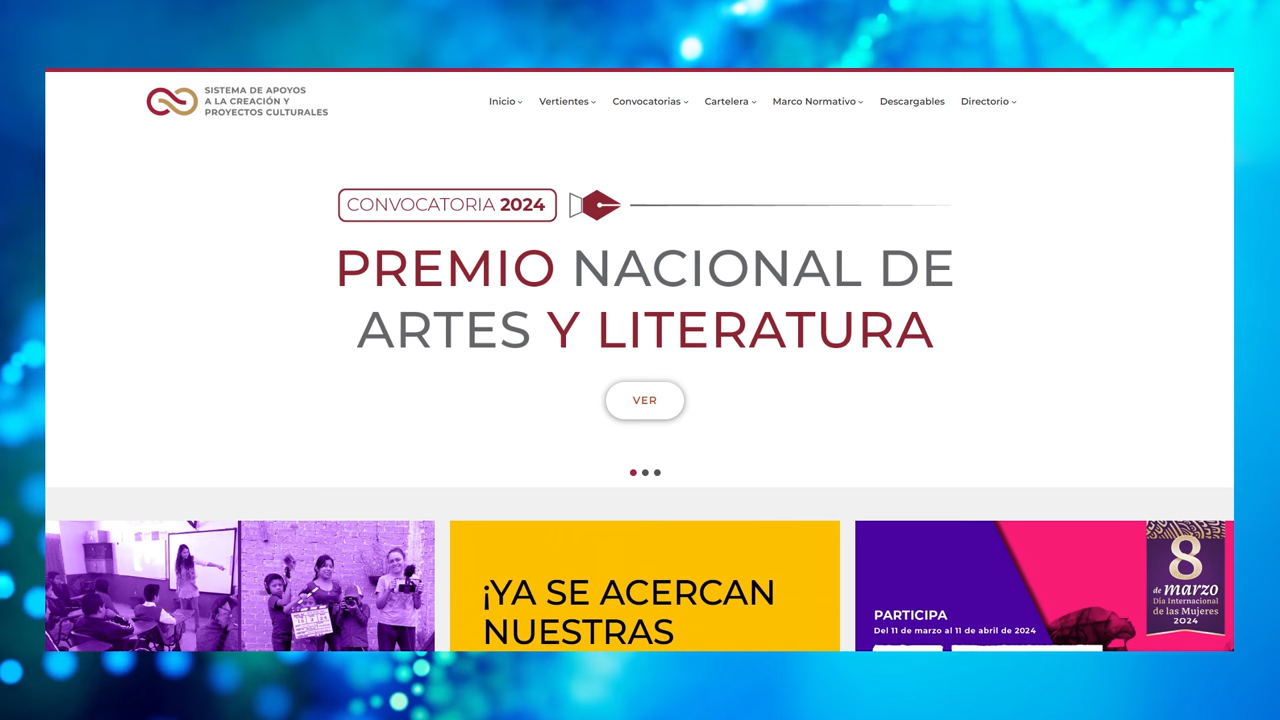 SISTEMA DE APOYOS
A LA CREACIÓN Y
PROYECTOS CULTURALES
Inicio Vertientes Convocatorias Cartelera Marco Normativo Descargables Directorio
CONVOCATORIA 2024
PREMIO NACIONAL DE
ARTES Y LITERATURA
VER
¡YA SE ACERCAN
NUESTRAS
PARTICIPA
Del 11 de marzo al 11 de abril de 2024
8
de marzo
Día Internacional
de las Mujeres
2024